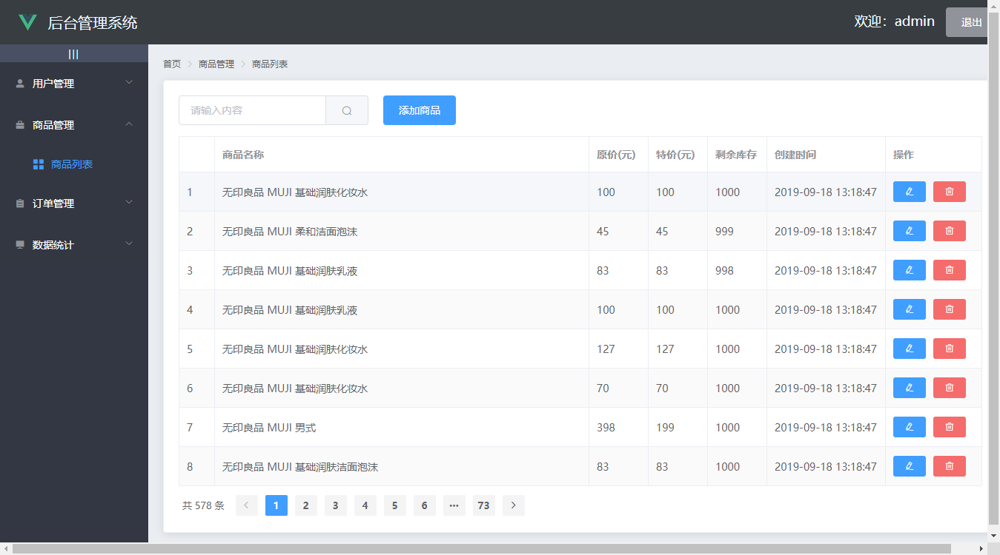 后台管理系统
欢迎：admin 退出
|||
用户管理
商品管理
商品列表
订单管理
数据统计
首页 > 商品管理 > 商品列表
请输入内容 添加商品
商品名称 原价(元) 特价(元) 剩余库存 创建时间 操作
1 无印良品 MUJI 基础润肤化妆水 100 100 1000 2019-09-18 13:18:47
2 无印良品 MUJI 柔和洁面泡沫 45 45 999 2019-09-18 13:18:47
3 无印良品 MUJI 基础润肤乳液 83 83 998 2019-09-18 13:18:47
4 无印良品 MUJI 基础润肤乳液 100 100 1000 2019-09-18 13:18:47
5 无印良品 MUJI 基础润肤化妆水 127 127 1000 2019-09-18 13:18:47
6 无印良品 MUJI 基础润肤化妆水 70 70 1000 2019-09-18 13:18:47
7 无印良品 MUJI 男式 398 199 1000 2019-09-18 13:18:47
8 无印良品 MUJI 基础润肤洁面泡沫 83 83 1000 2019-09-18 13:18:47
共 578 条 < 1 2 3 4 5 6 ··· 73 >